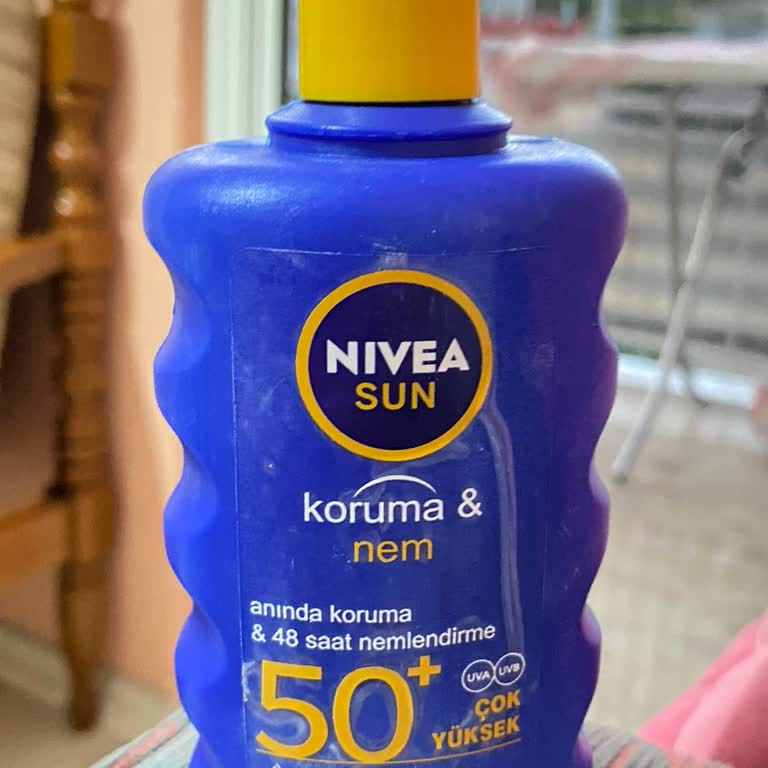 NIVEA
SUN
koruma &
nem
anında koruma
& 48 saat nemlendirme
50+
UVA UVB
ÇOK
YÜKSEK